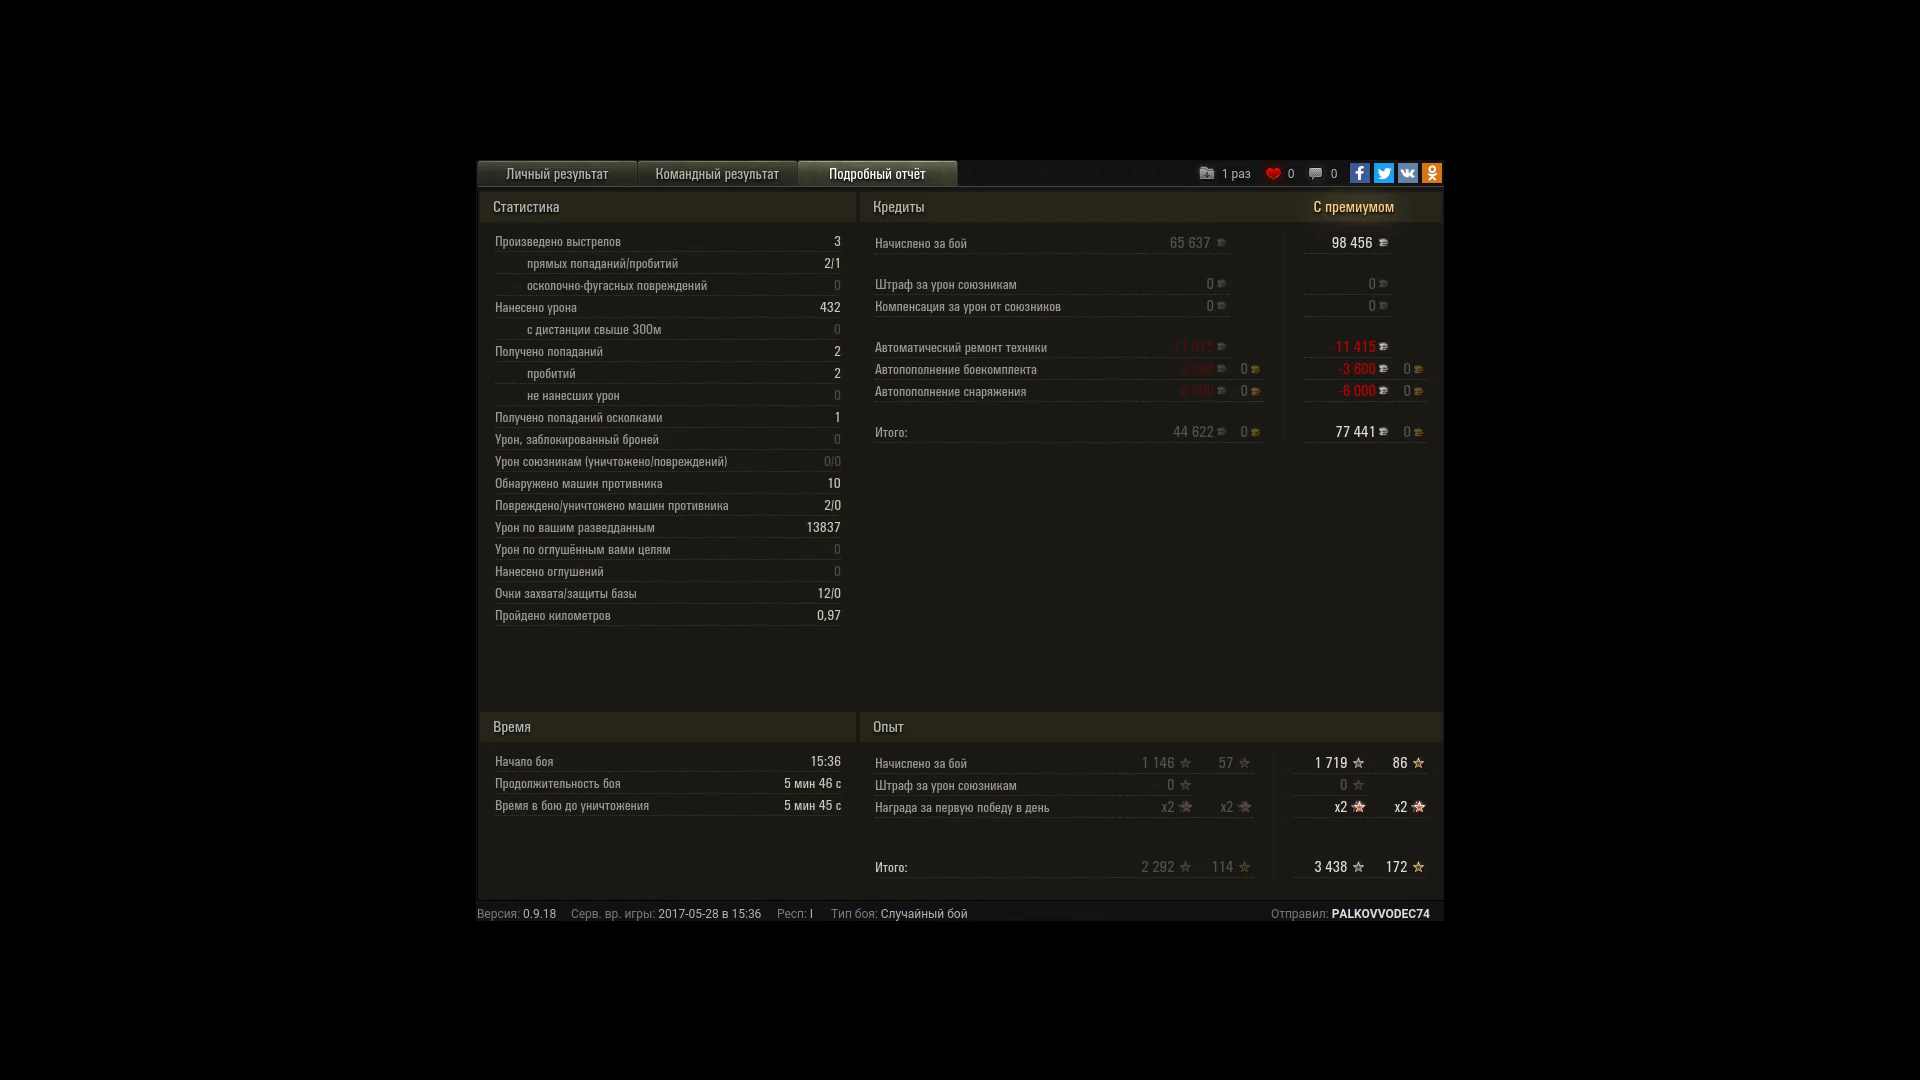 Личный результат Командный результат Подробный отчёт 1 раз 0 0
Статистика
Произведено выстрелов 3
прямых попаданий/пробитий 2/1
осколочно-фугасных повреждений 0
Нанесено урона 432
с дистанции свыше 300м 0
Получено попаданий 2
пробитий 2
не нанесших урон 0
Получено попаданий осколками 1
Урон, заблокированный броней 0
Урон союзникам (уничтожено/повреждений) 0/0
Обнаружено машин противника 10
Повреждено/уничтожено машин противника 2/0
Урон по вашим разведданным 13837
Урон по оглушённым вами целям 0
Нанесено оглушений 0
Очки захвата/защиты базы 12/0
Пройдено километров 0,97
Кредиты С премиумом
Начислено за бой 65 637 98 456
Штраф за урон союзникам 0 0
Компенсация за урон от союзников 0 0
Автоматический ремонт техники -11 415 -11 415
Автопополнение боекомплекта -3 600 0 -3 600 0
Автопополнение снаряжения -6 000 0 -6 000 0
Итого: 44 622 0 77 441 0
Время
Начало боя 15:36
Продолжительность боя 5 мин 46 с
Время в бою до уничтожения 5 мин 45 с
Опыт
Начислено за бой 1 146 57 1 719 86
Штраф за урон союзникам 0 0
Награда за первую победу в день x2 x2 x2 x2
Итого: 2 292 114 3 438 172
Версия: 0.9.18 Серв. вр. игры: 2017-05-28 в 15:36 Респ: I Тип боя: Случайный бой Отправил: PALKOVVODEC74